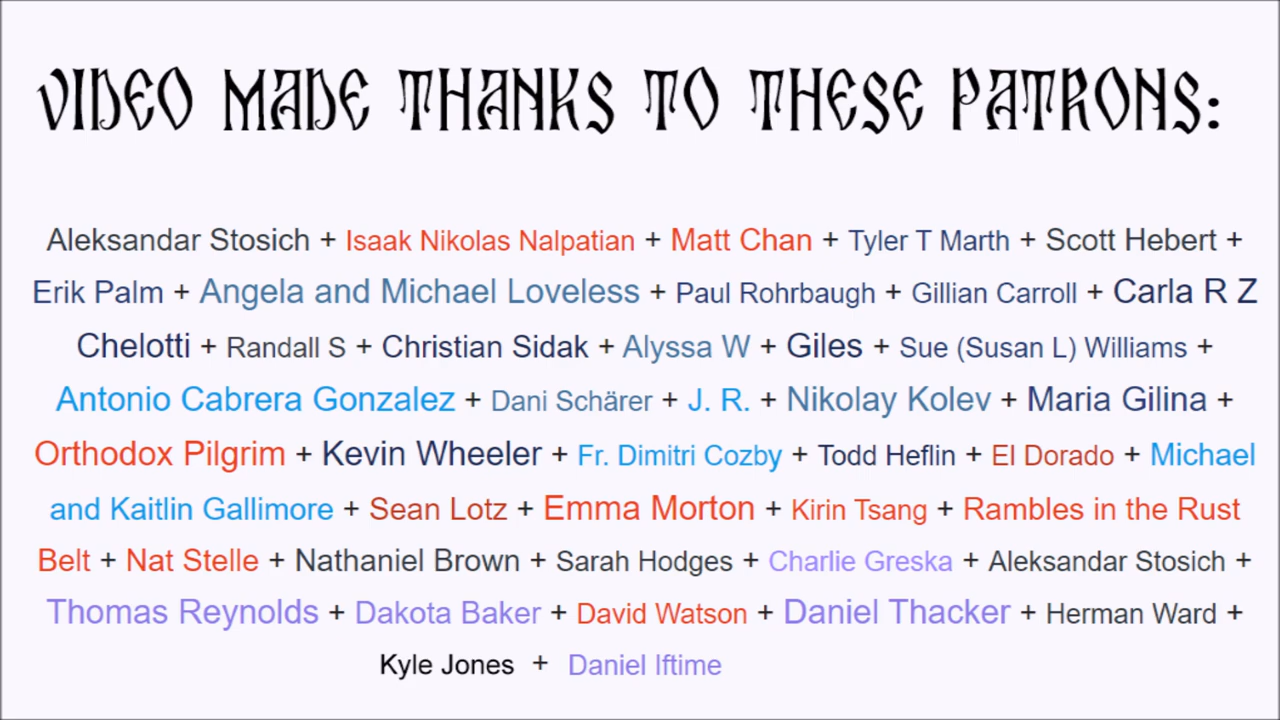 VIDEO MADE THANKS TO THESE PATRONS:
Aleksandar Stosich + Isaak Nikolas Nalpatian + Matt Chan + Tyler T Marth + Scott Hebert +
Erik Palm + Angela and Michael Loveless + Paul Rohrbaugh + Gillian Carroll + Carla R Z
Chelotti + Randall S + Christian Sidak + Alyssa W + Giles + Sue (Susan L) Williams +
Antonio Cabrera Gonzalez + Dani Schärer + J. R. + Nikolay Kolev + Maria Gilina +
Orthodox Pilgrim + Kevin Wheeler + Fr. Dimitri Cozby + Todd Heflin + El Dorado + Michael
and Kaitlin Gallimore + Sean Lotz + Emma Morton + Kirin Tsang + Rambles in the Rust
Belt + Nat Stelle + Nathaniel Brown + Sarah Hodges + Charlie Greska + Aleksandar Stosich +
Thomas Reynolds + Dakota Baker + David Watson + Daniel Thacker + Herman Ward +
Kyle Jones + Daniel Iftime